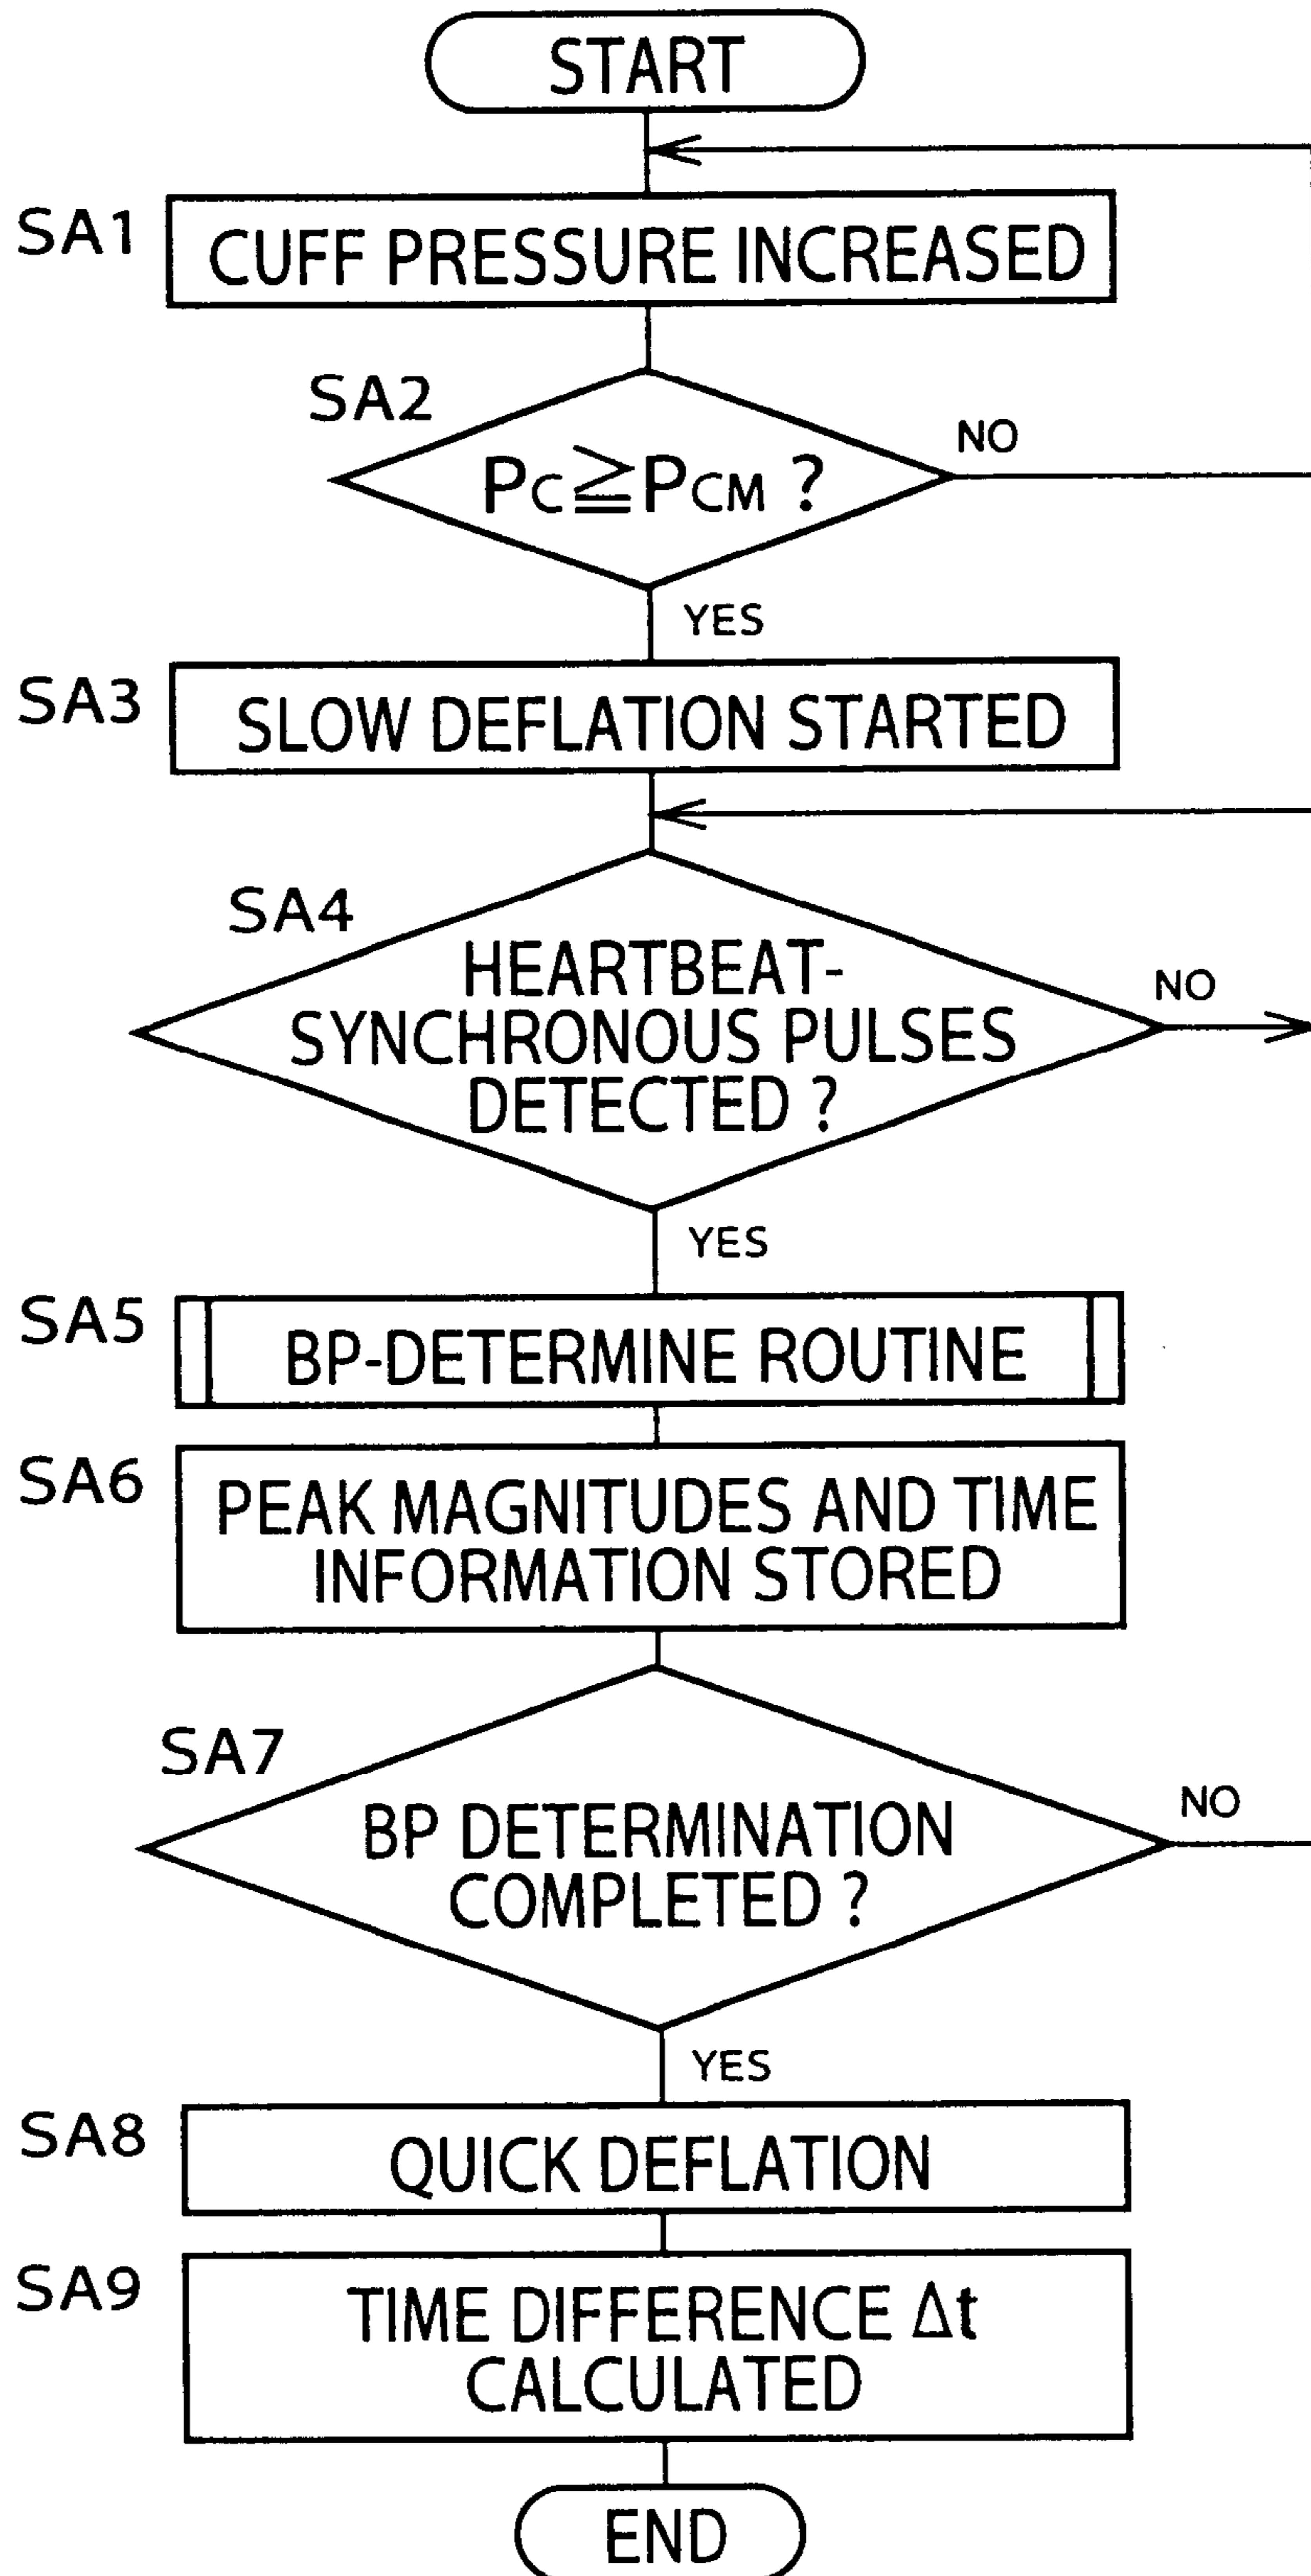 START
SA1
CUFF PRESSURE INCREASED
SA2
PC≧PCM ?
NO
YES
SA3
SLOW DEFLATION STARTED
SA4
HEARTBEAT-
SYNCHRONOUS PULSES
DETECTED ?
NO
YES
SA5
BP-DETERMINE ROUTINE
SA6
PEAK MAGNITUDES AND TIME
INFORMATION STORED
SA7
BP DETERMINATION
COMPLETED ?
NO
YES
SA8
QUICK DEFLATION
SA9
TIME DIFFERENCE Δt
CALCULATED
END